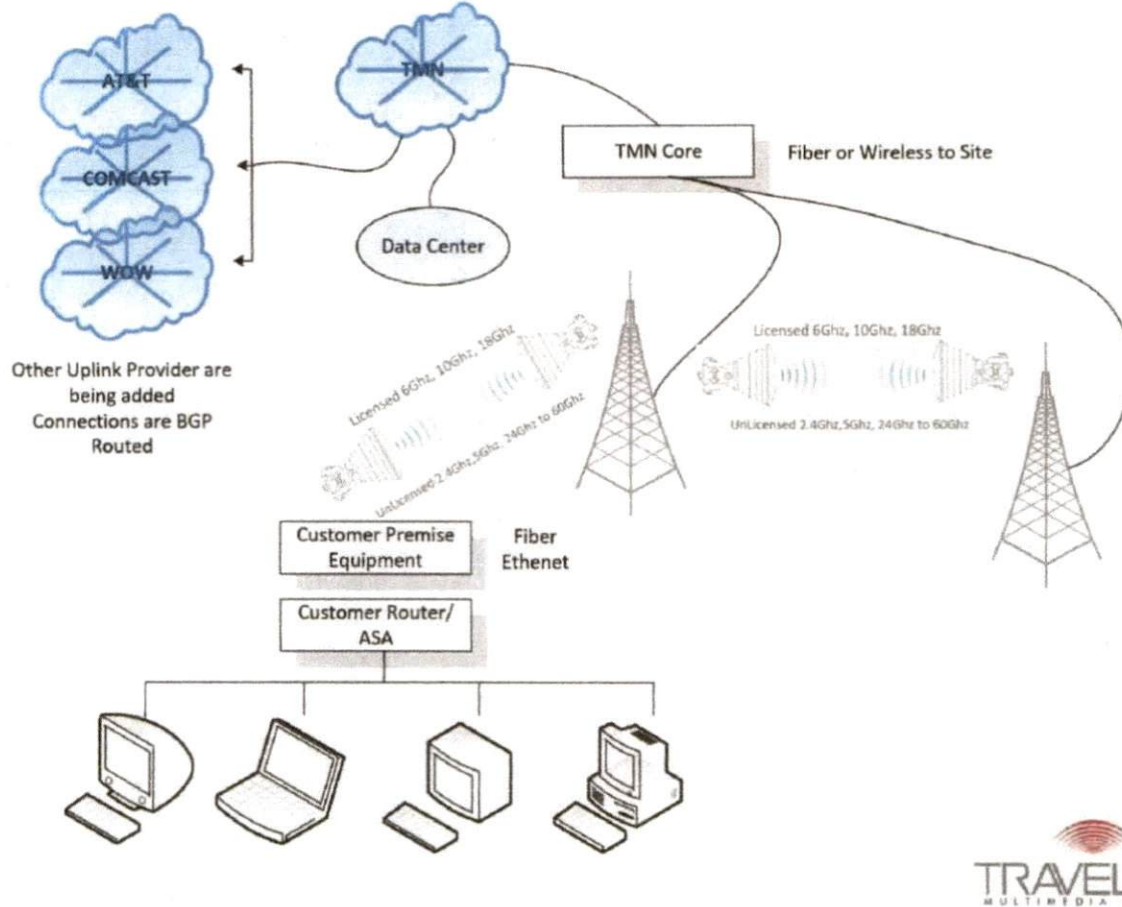 AT&T
COMCAST
WOW
TMN
Data Center
TMN Core
Fiber or Wireless to Site
Other Uplink Provider are
being added
Connections are BGP
Routed
Licensed 6Ghz, 10Ghz, 18Ghz
UnLicensed 2.4Ghz,5Ghz, 24Ghz to 60Ghz
Licensed 6Ghz, 10Ghz, 18Ghz
UnLicensed 2.4Ghz,5Ghz, 24Ghz to 60Ghz
Customer Premise
Equipment
Fiber
Ethenet
Customer Router/
ASA
TRAVEL
MULTIMEDIA